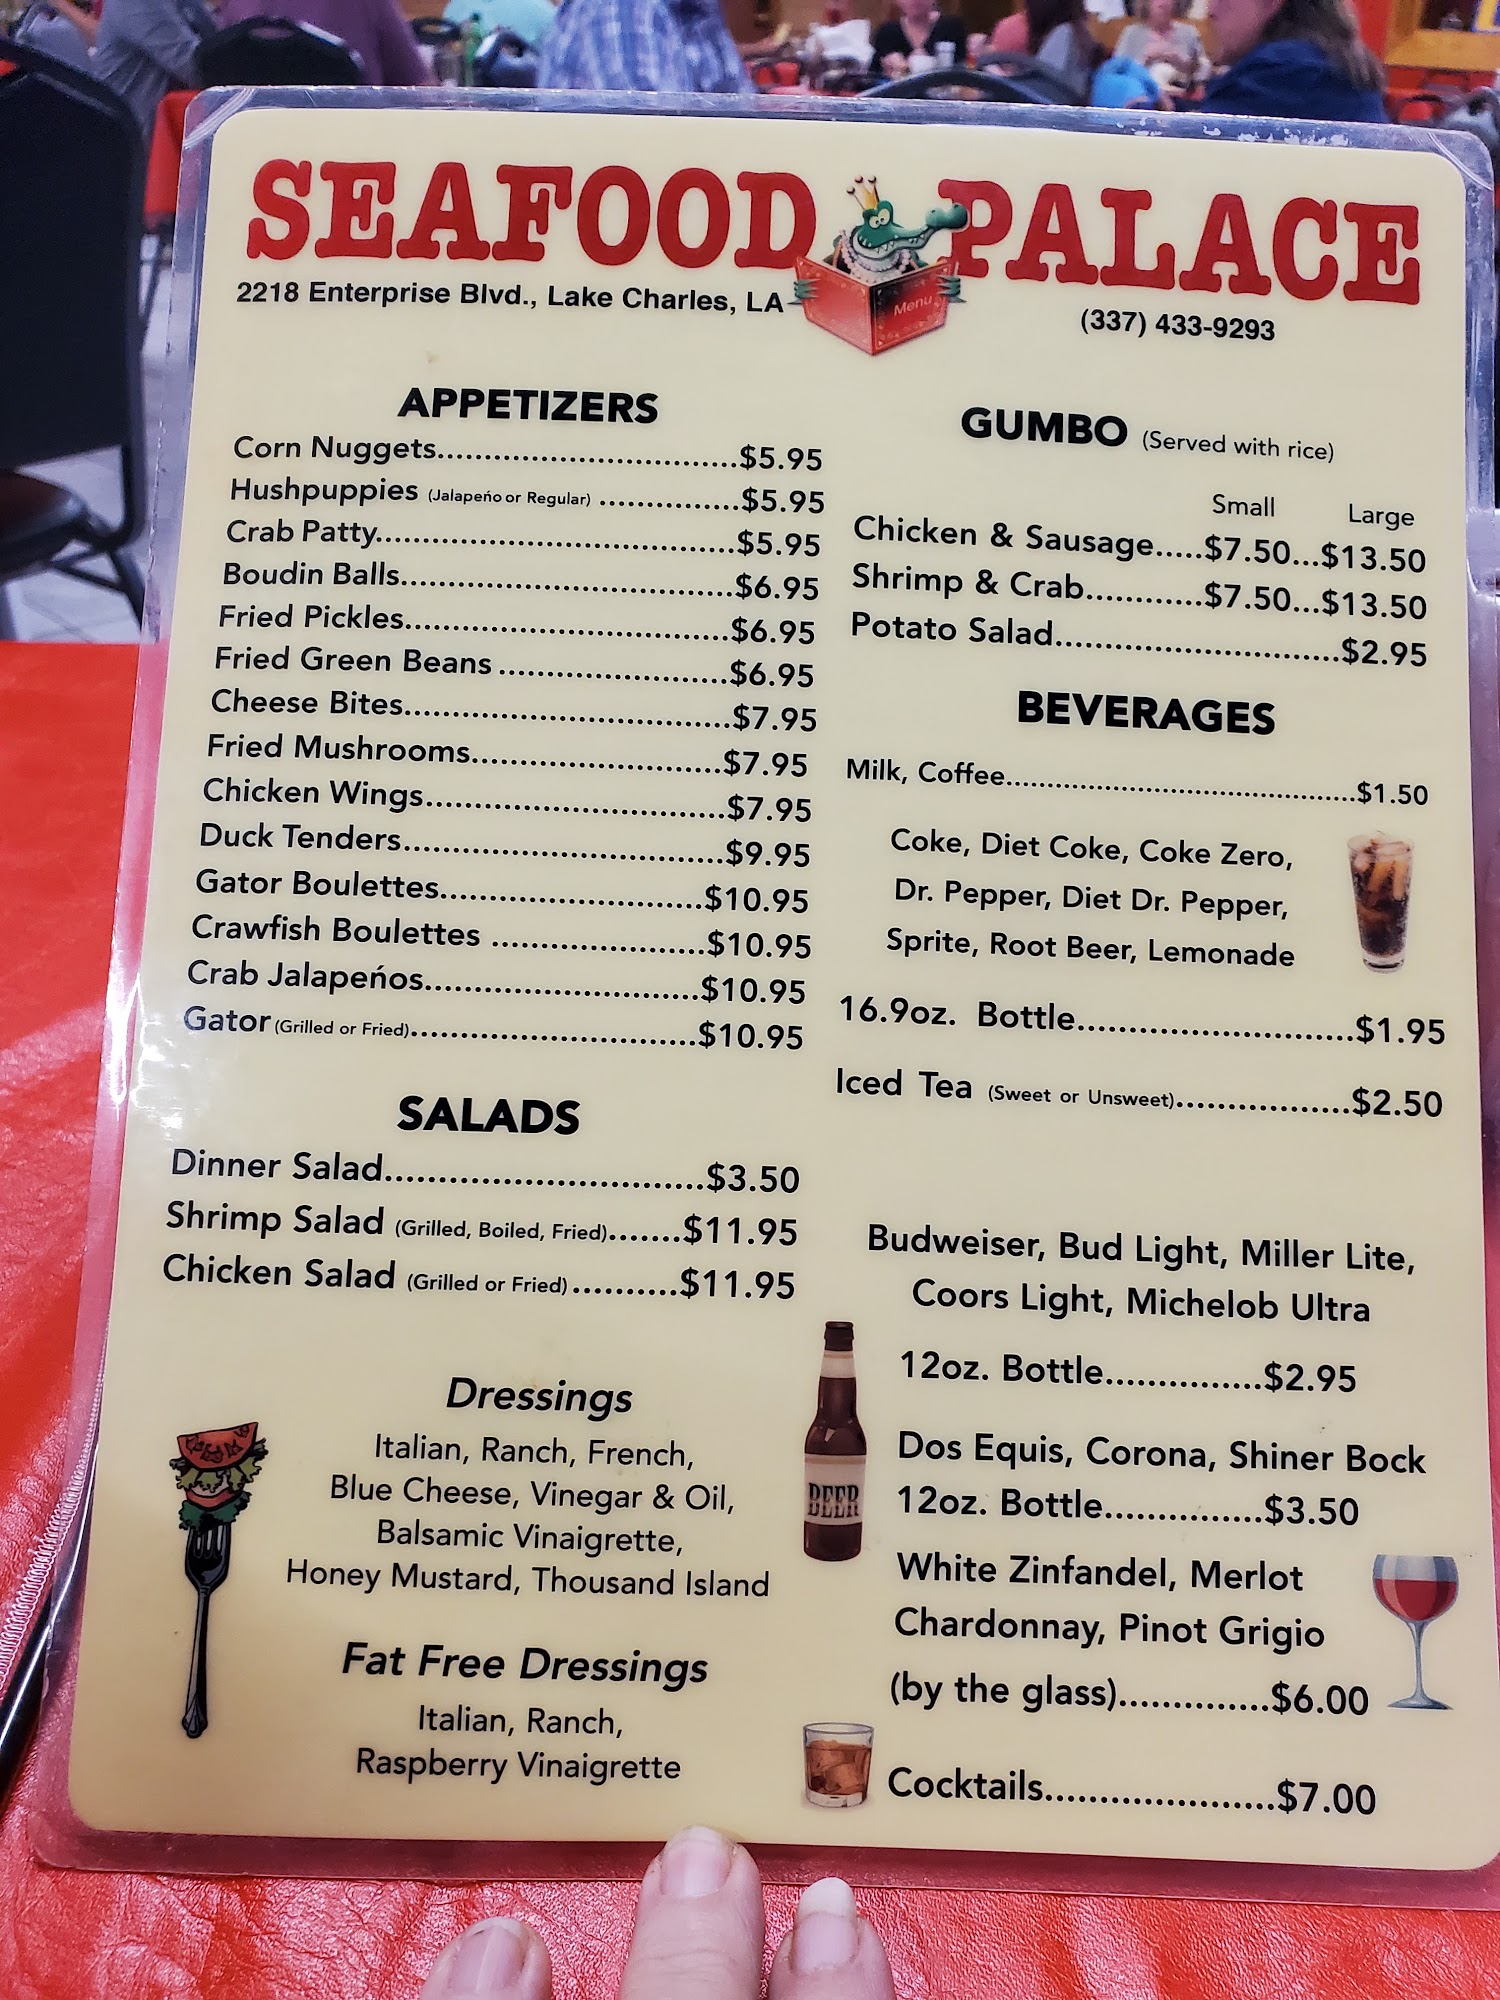 SEAFOOD PALACE
2218 Enterprise Blvd., Lake Charles, LA
Menu
(337) 433-9293
APPETIZERS
Corn Nuggets................................$5.95
Hushpuppies (Jalapeńo or Regular) ...............$5.95
Crab Patty.......................................$5.95
Boudin Balls....................................$6.95
Fried Pickles...................................$6.95
Fried Green Beans .........................$6.95
Cheese Bites...................................$7.95
Fried Mushrooms...........................$7.95
Chicken Wings................................$7.95
Duck Tenders..................................$9.95
Gator Boulettes............................$10.95
Crawfish Boulettes .......................$10.95
Crab Jalapeńos.............................$10.95
Gator (Grilled or Fried)..............................$10.95
SALADS
Dinner Salad................................$3.50
Shrimp Salad (Grilled, Boiled, Fried).......$11.95
Chicken Salad (Grilled or Fried)..........$11.95
Dressings
Italian, Ranch, French,
Blue Cheese, Vinegar & Oil,
Balsamic Vinaigrette,
Honey Mustard, Thousand Island
Fat Free Dressings
Italian, Ranch,
Raspberry Vinaigrette
GUMBO (Served with rice)
Small Large
Chicken & Sausage.....$7.50...$13.50
Shrimp & Crab............$7.50...$13.50
Potato Salad.............................$2.95
BEVERAGES
Milk, Coffee..........................................$1.50
Coke, Diet Coke, Coke Zero,
Dr. Pepper, Diet Dr. Pepper,
Sprite, Root Beer, Lemonade
16.9oz. Bottle............................$1.95
Iced Tea (Sweet or Unsweet)..................$2.50
Budweiser, Bud Light, Miller Lite,
Coors Light, Michelob Ultra
12oz. Bottle...............$2.95
BEER
Dos Equis, Corona, Shiner Bock
12oz. Bottle...............$3.50
White Zinfandel, Merlot
Chardonnay, Pinot Grigio
(by the glass)..............$6.00
Cocktails......................$7.00